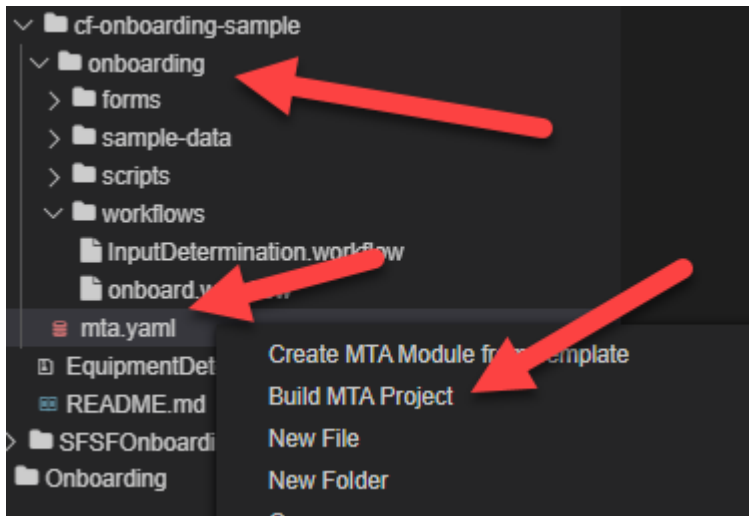 cf-onboarding-sample
onboarding
forms
sample-data
scripts
workflows
InputDetermination.workflow
mta.yaml
EquipmentDet
README.md
SFSFOnboardi
Onboarding
Create MTA Module from Template
Build MTA Project
New File
New Folder